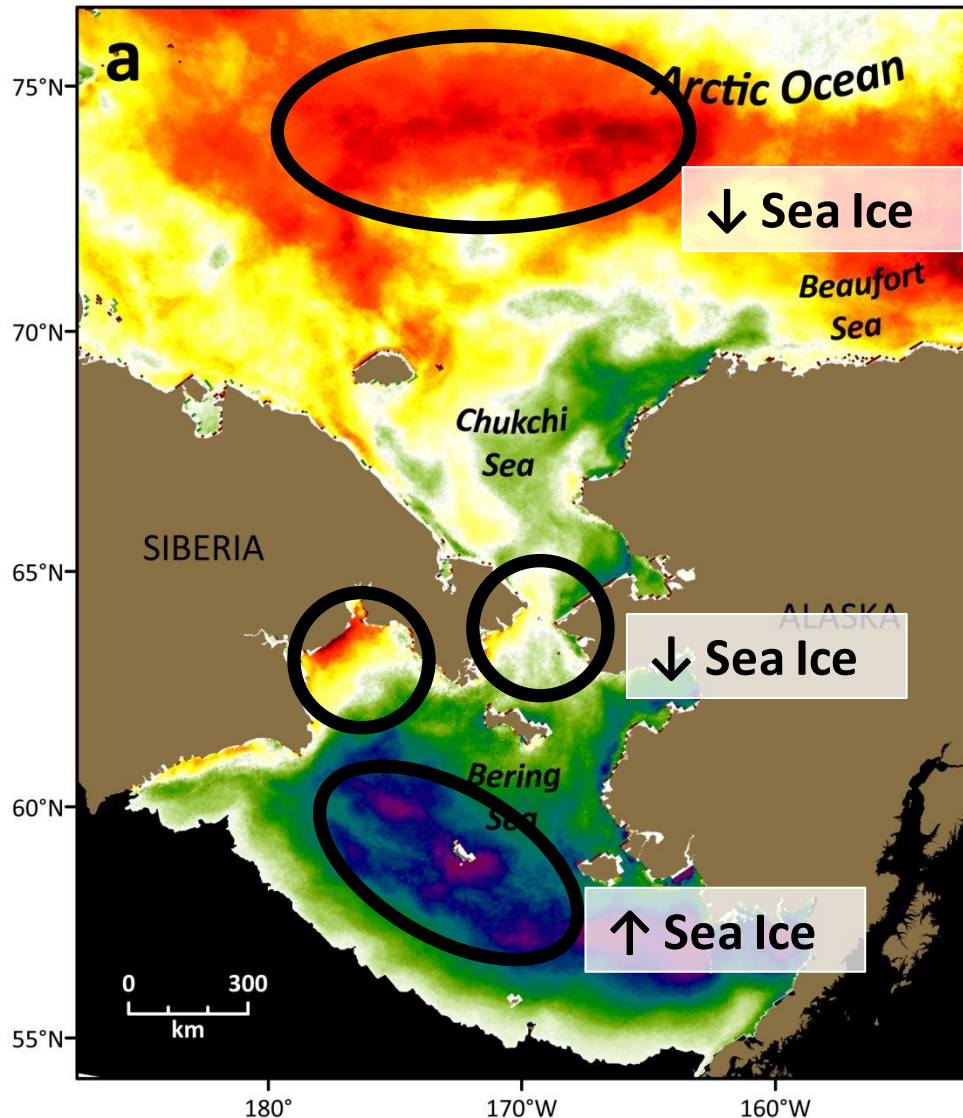 a
Arctic Ocean
75°N
↓ Sea Ice
Beaufort
Sea
70°N
Chukchi
Sea
SIBERIA
65°N
ALASKA
↓ Sea Ice
Bering
Sea
60°N
↑ Sea Ice
0 300
km
55°N
180° 170°W 160°W